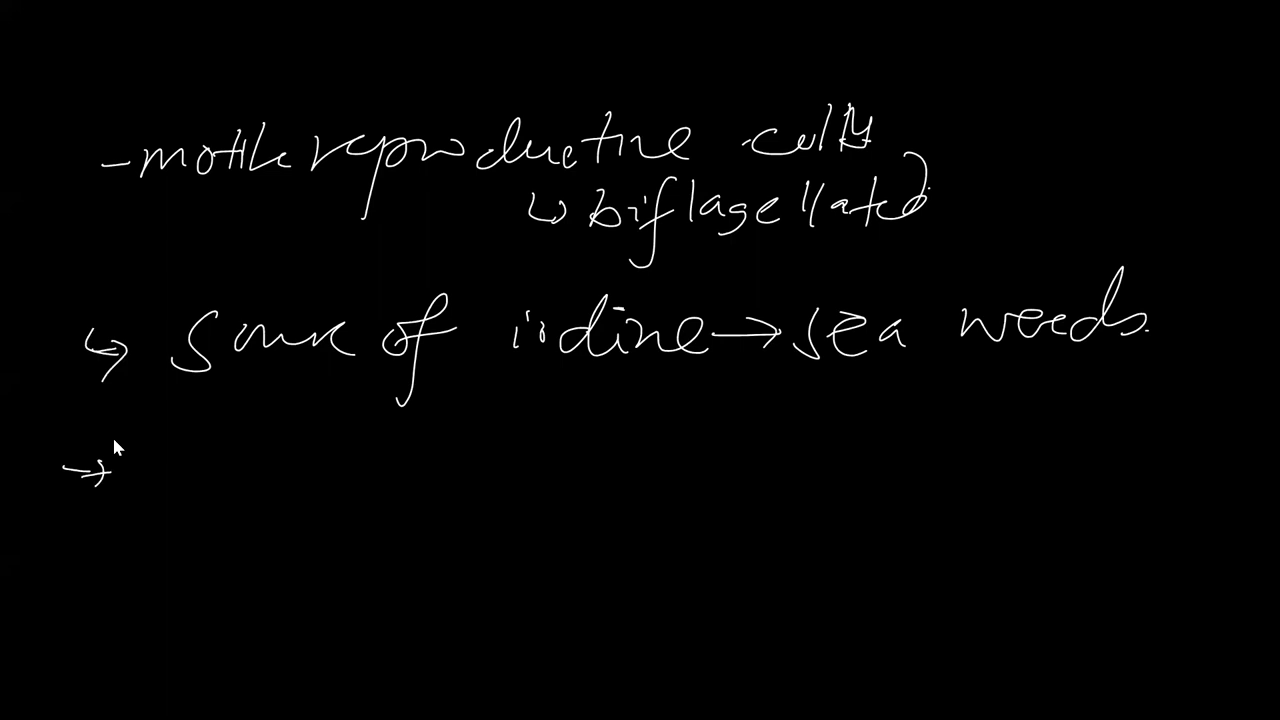 - motile reproductive cells
↳ biflagellated
↳ source of iodine → sea weeds.
→